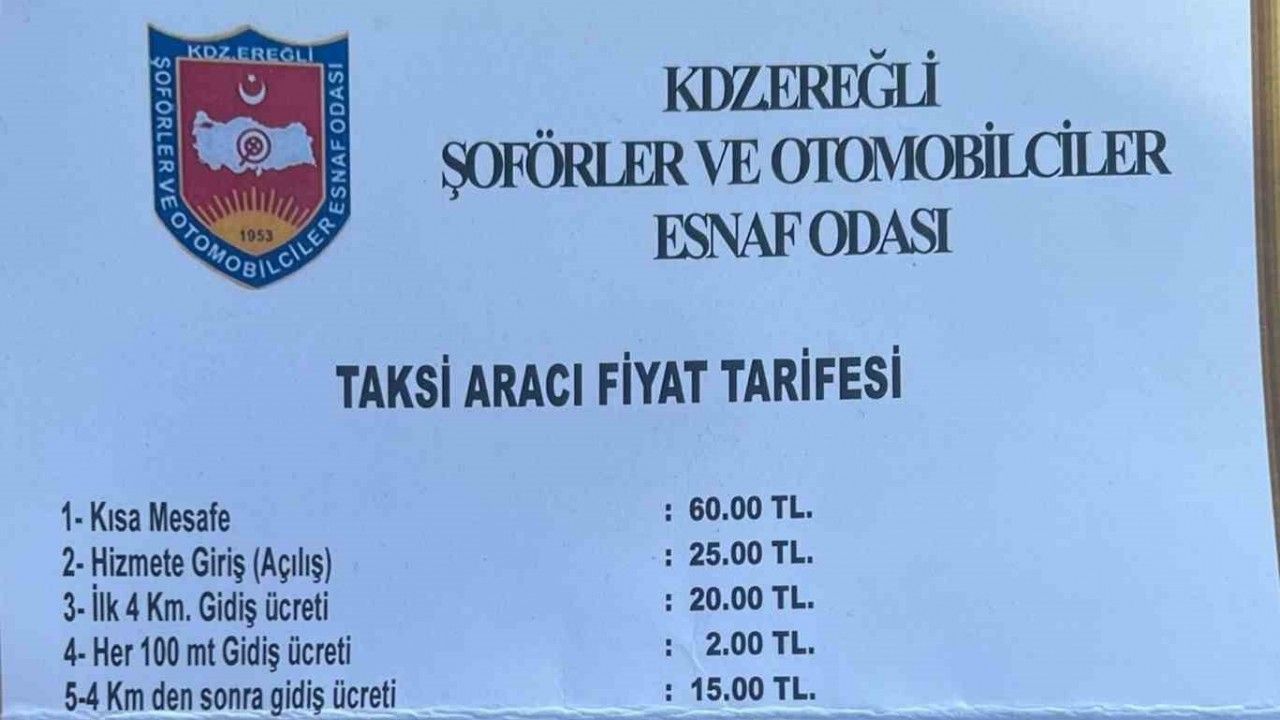 KDZ.EREĞLİ
ŞOFÖRLER VE OTOMOBİLCİLER ESNAF ODASI
1953
KDZ.EREĞLİ
ŞOFÖRLER VE OTOMOBİLCİLER
ESNAF ODASI
TAKSİ ARACI FİYAT TARİFESİ
1- Kısa Mesafe : 60.00 TL.
2- Hizmete Giriş (Açılış) : 25.00 TL.
3- İlk 4 Km. Gidiş ücreti : 20.00 TL.
4- Her 100 mt Gidiş ücreti : 2.00 TL.
5-4 Km den sonra gidiş ücreti : 15.00 TL.